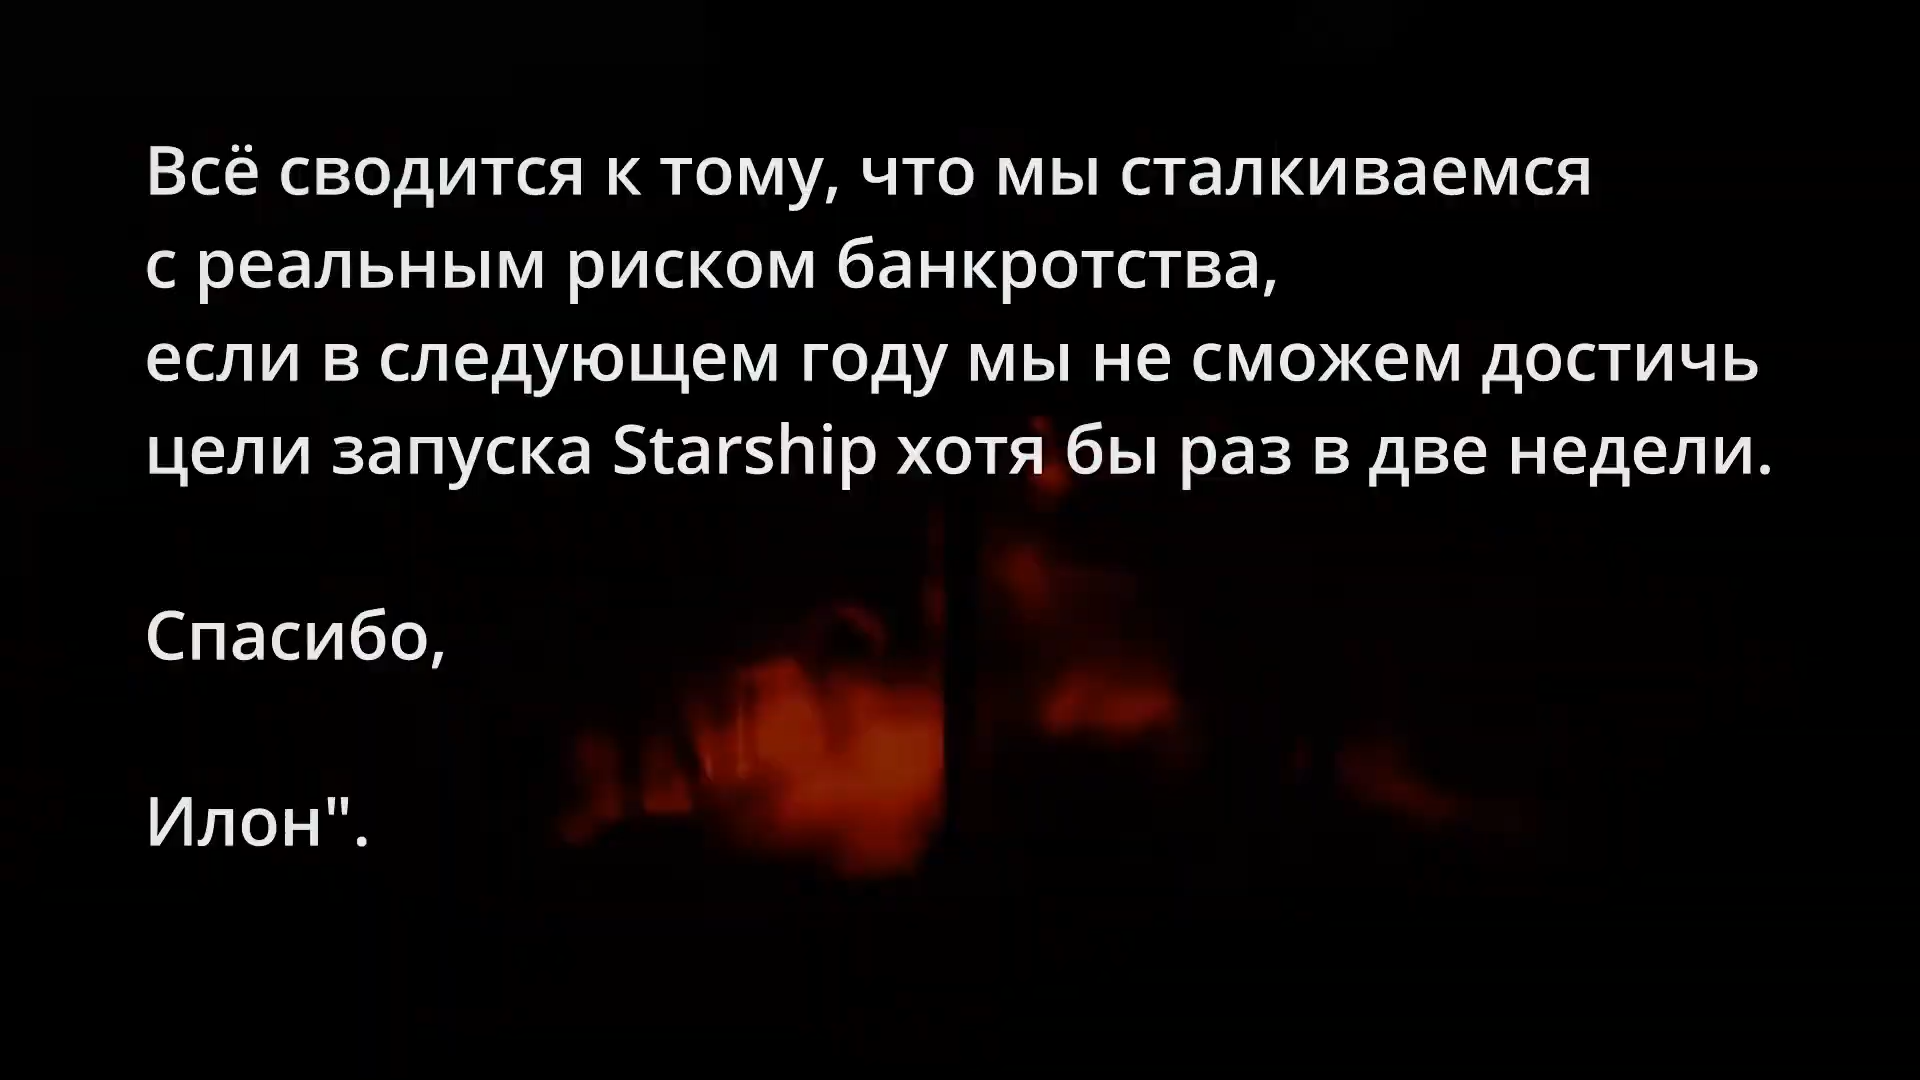 Всё сводится к тому, что мы сталкиваемся
с реальным риском банкротства,
если в следующем году мы не сможем достичь
цели запуска Starship хотя бы раз в две недели.
Спасибо,
Илон".